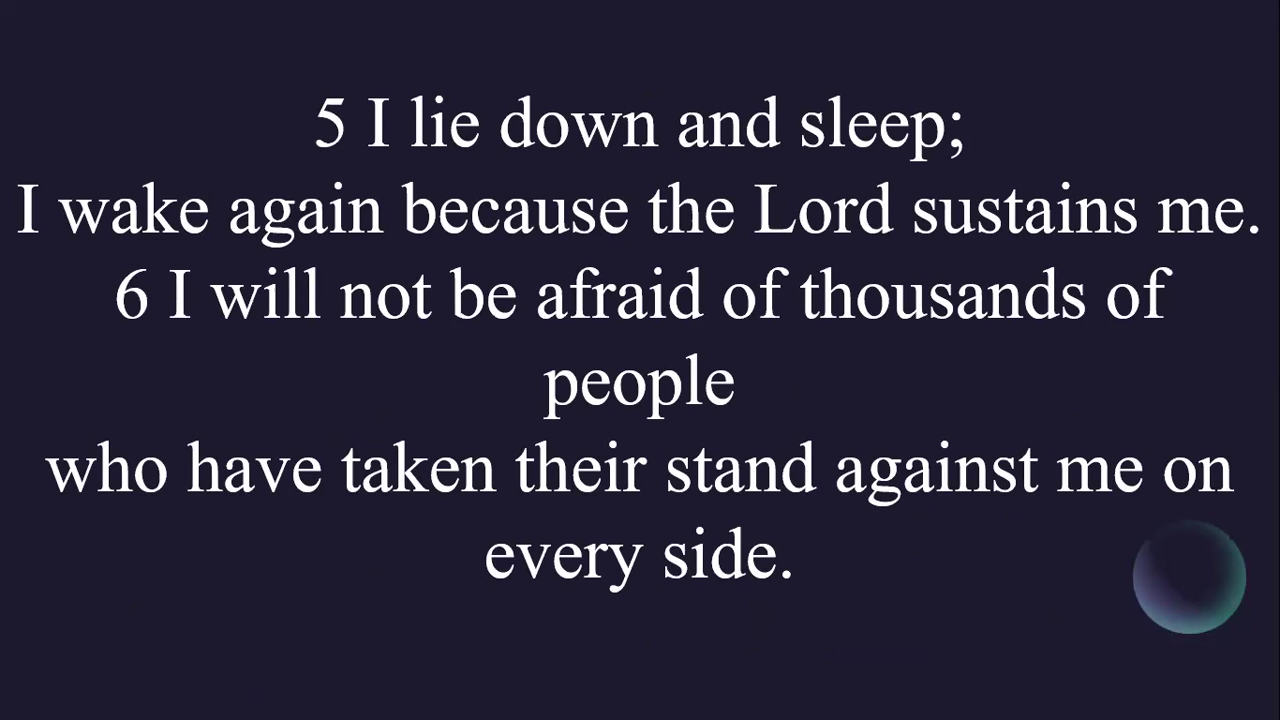 5 I lie down and sleep;
I wake again because the Lord sustains me.
6 I will not be afraid of thousands of
people
who have taken their stand against me on
every side.